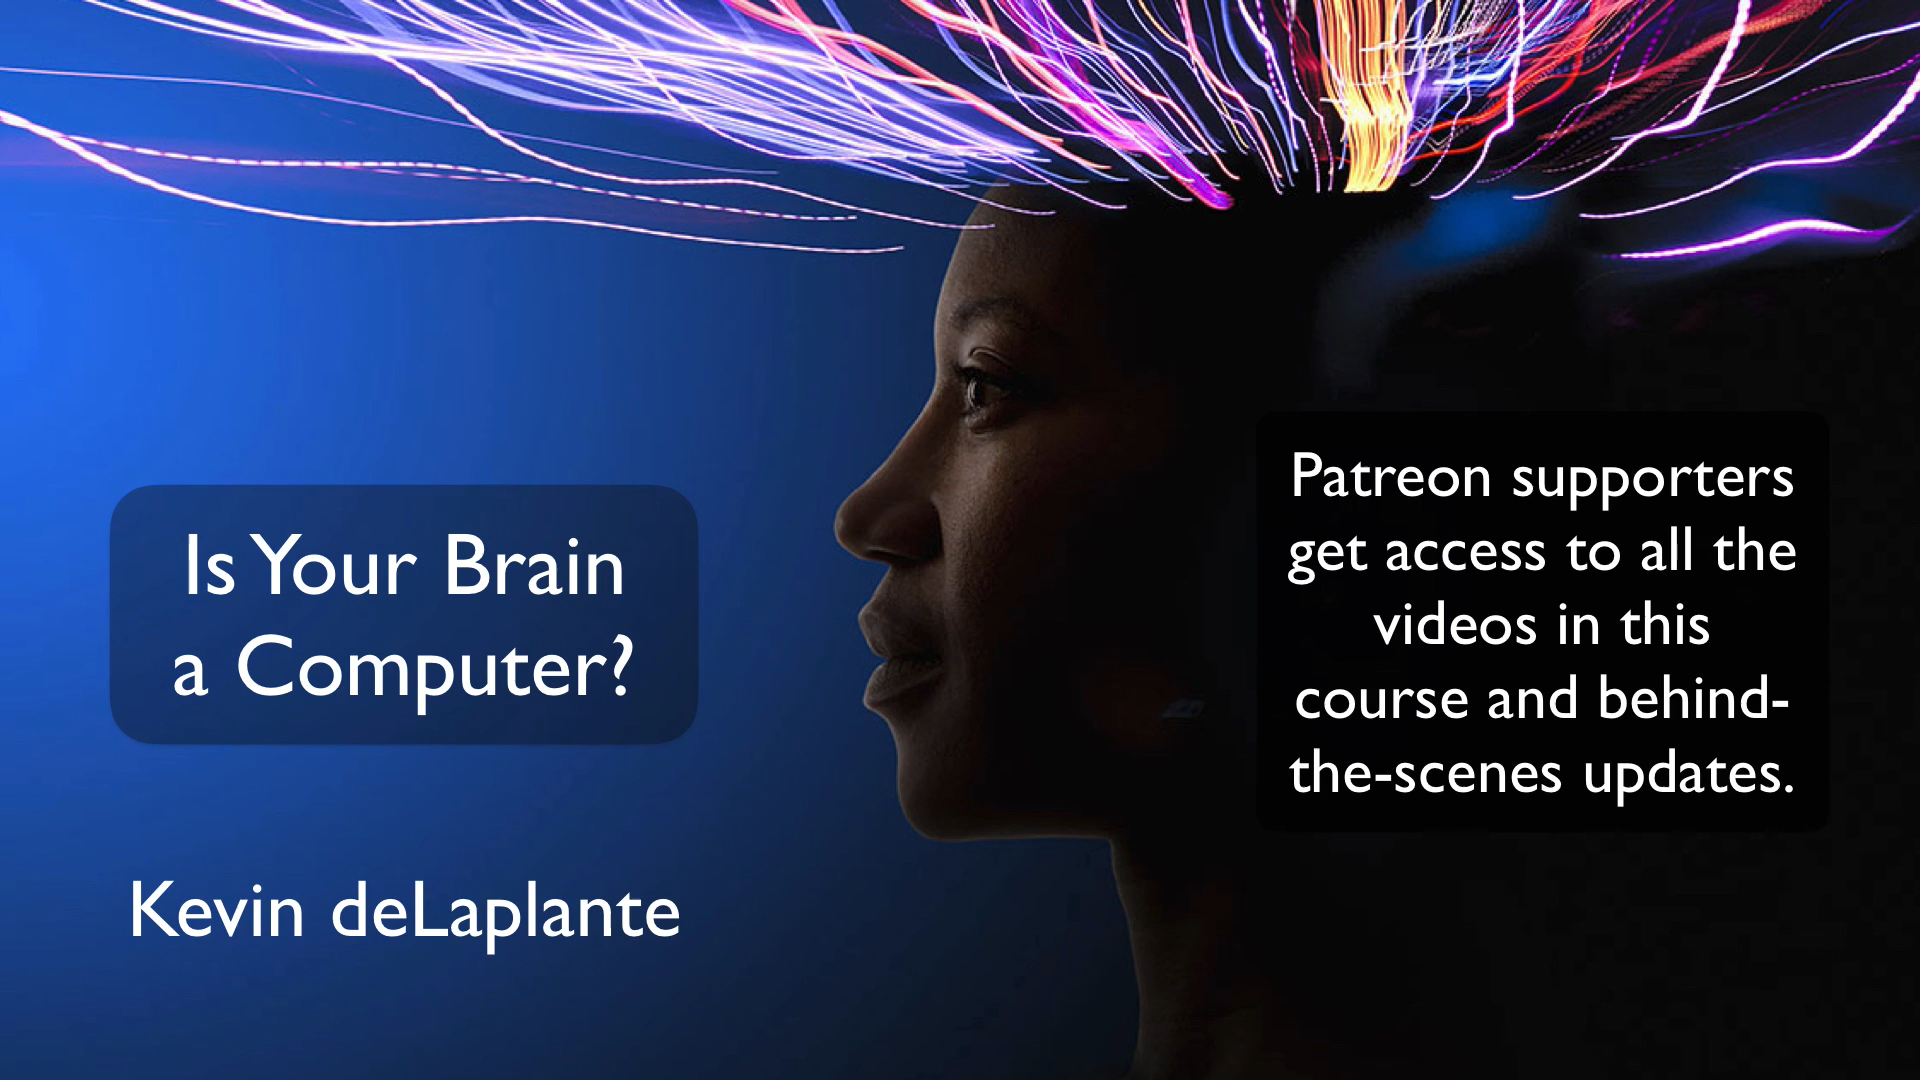 Is Your Brain
a Computer?
Kevin deLaplante
Patreon supporters
get access to all the
videos in this
course and behind-
the-scenes updates.